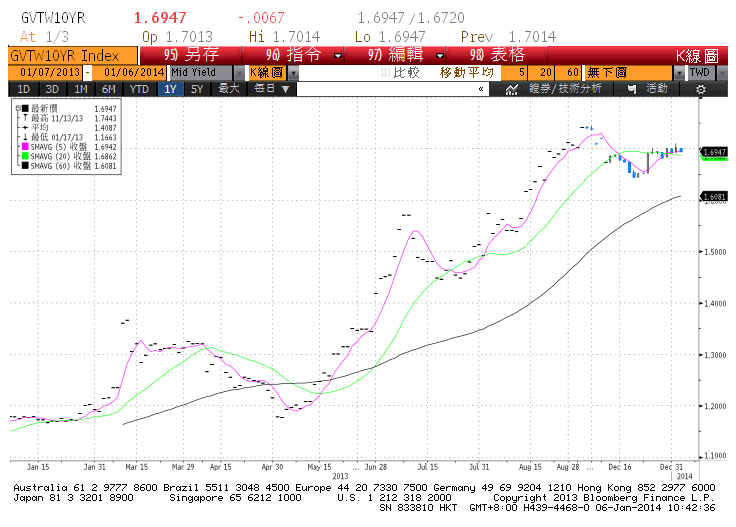 GVTW10YR 1.6947 -.0067 1.6947/1.6720
At 1/3 Op 1.7013 Hi 1.7014 Lo 1.6947 Prev 1.7014
GVTW10YR Index 95) 另存 96) 指令 97) 編輯 98) 表格 K線圖
01/07/2013 - 01/06/2014 Mid Yield K線圖 比較 移動平均 5 20 60 無下圖 TWD
1D 3D 1M 6M YTD 1Y 5Y 最大 每日 ▼ « 證券/技術分析 活動
最新價 1.6947
最高 11/13/13 1.7443
平均 1.4087
最低 01/17/13 1.1663
SMAVG (5) 收盤 1.6942
SMAVG (20) 收盤 1.6862
SMAVG (60) 收盤 1.6081
1.6947
1.6081
1.5000
1.4000
1.3000
1.2000
1.1000
Jan 15 Jan 31 Mar 15 Mar 29 Apr 15 Apr 30 May 15 ... Jun 28 Jul 15 Jul 31 Aug 15 Aug 28 ... Dec 16 Dec 31
2013 2014
Australia 61 2 9777 8600 Brazil 5511 3048 4500 Europe 44 20 7330 7500 Germany 49 69 9204 1210 Hong Kong 852 2977 6000
Japan 81 3 3201 8900 Singapore 65 6212 1000 U.S. 1 212 318 2000 Copyright 2013 Bloomberg Finance L.P.
SN 833810 HKT GMT+8:00 H439-4468-0 06-Jan-2014 10:42:36